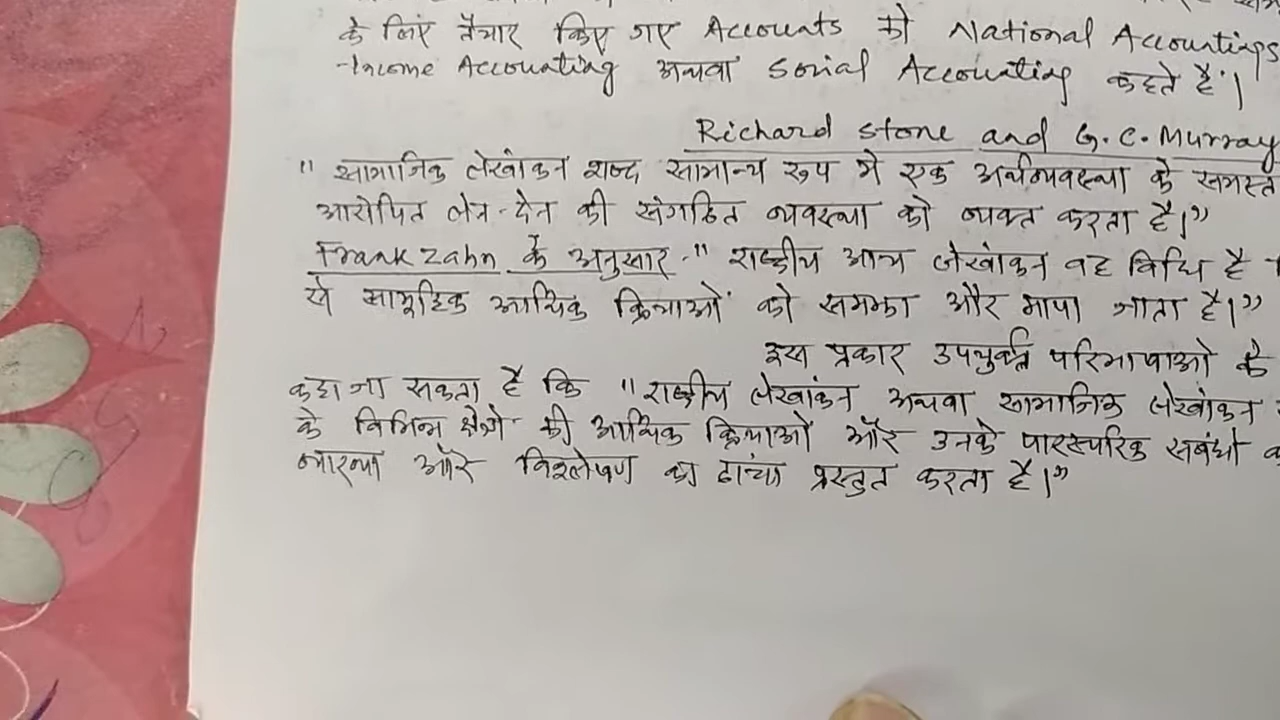 के लिए तैयार किए गए Accounts को National Accountings
-Income Accounting अथवा Social Accounting कहते है।
Richard Stone and G.C. Murray
"सामाजिक लेखांकन शब्द सामान्य रूप में एक अर्थव्यवस्था के समस्त
आरोपित लेन-देन की संगठित व्यवस्था को व्यक्त करता है।"
Frank Zahn के अनुसार - "राष्ट्रीय आय लेखांकन वह विधि है
से सामूहिक आर्थिक क्रियाओं को समझा और मापा जाता है।"
इस प्रकार उपर्युक्त परिभाषाओं के
कहा जा सकता है कि "राष्ट्रीय लेखांकन अथवा सामाजिक लेखांकन
के विभिन्न क्षेत्रो की आर्थिक क्रियाओं और उनके पारस्परिक सबंधो
और विश्लेषण का ढांचा प्रस्तुत करता है।"